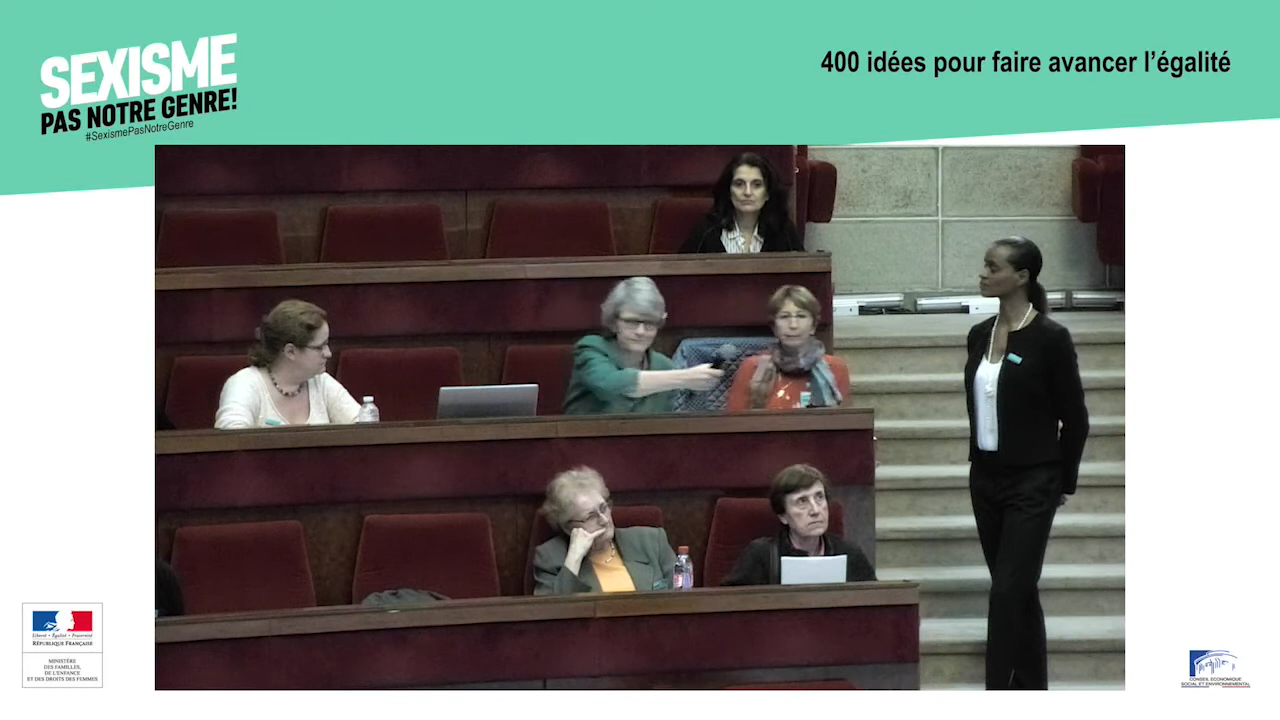 SEXISME
PAS NOTRE GENRE!
#SexismePasNotreGenre
400 idées pour faire avancer l'égalité
Liberté • Égalité • Fraternité
RÉPUBLIQUE FRANÇAISE
MINISTÈRE
DES FAMILLES,
DE L'ENFANCE
ET DES DROITS DES FEMMES
CONSEIL ECONOMIQUE
SOCIAL ET ENVIRONNEMENTAL